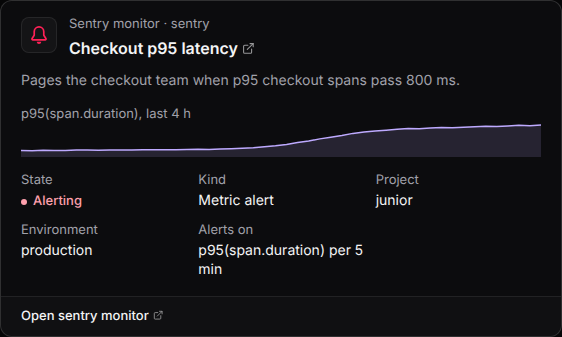 Sentry monitor · sentry
Checkout p95 latency
Pages the checkout team when p95 checkout spans pass 800 ms.
p95(span.duration), last 4 h
State
Kind
Project
Alerting
Metric alert
junior
Environment
Alerts on
production
p95(span.duration) per 5
min
Open sentry monitor